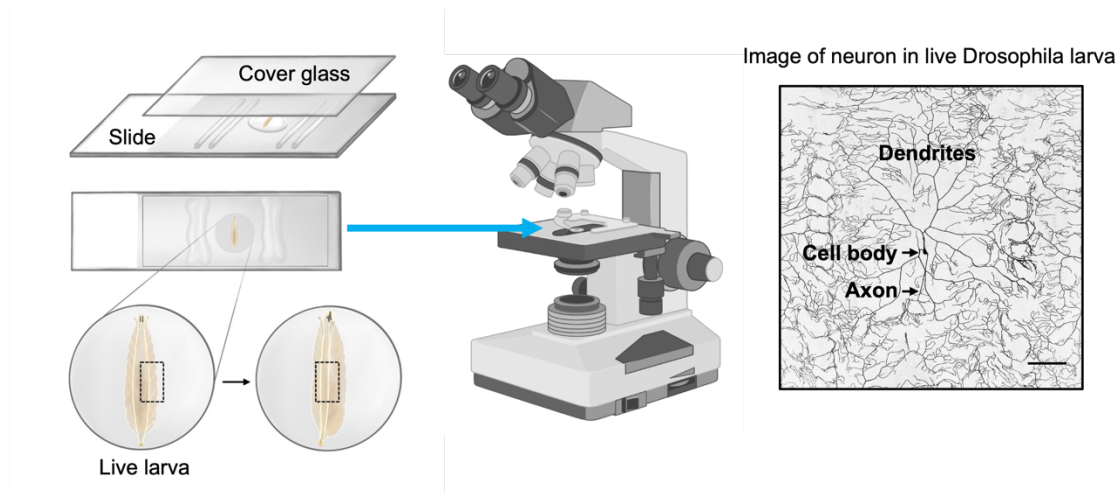 Cover glass
Slide
Live larva
Image of neuron in live Drosophila larva
Dendrites
Cell body
Axon